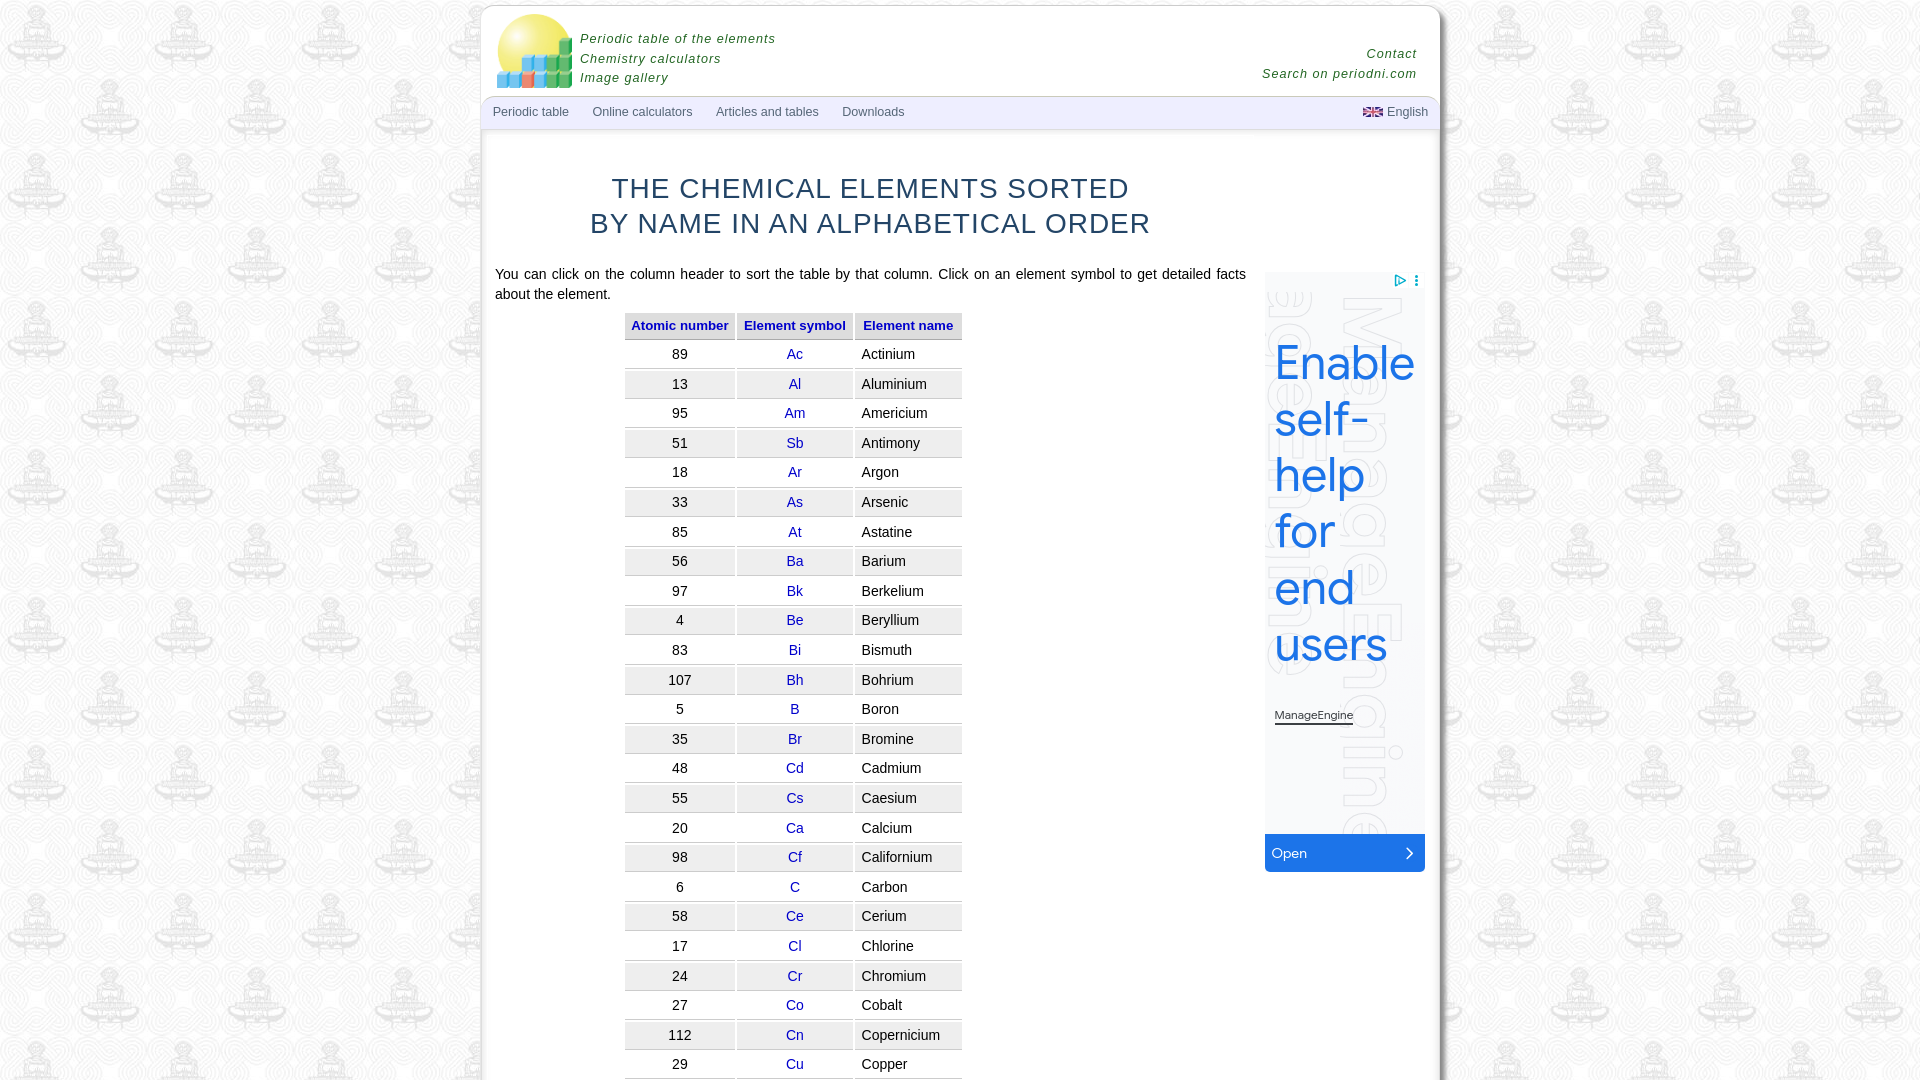 Periodic table of the elements
Chemistry calculators
Image gallery
Contact
Search on periodni.com
Periodic table Online calculators Articles and tables Downloads English
THE CHEMICAL ELEMENTS SORTED
BY NAME IN AN ALPHABETICAL ORDER
You can click on the column header to sort the table by that column. Click on an element symbol to get detailed facts
about the element.
Atomic number Element symbol Element name
89 Ac Actinium
13 Al Aluminium
95 Am Americium
51 Sb Antimony
18 Ar Argon
33 As Arsenic
85 At Astatine
56 Ba Barium
97 Bk Berkelium
4 Be Beryllium
83 Bi Bismuth
107 Bh Bohrium
5 B Boron
35 Br Bromine
48 Cd Cadmium
55 Cs Caesium
20 Ca Calcium
98 Cf Californium
6 C Carbon
58 Ce Cerium
17 Cl Chlorine
24 Cr Chromium
27 Co Cobalt
112 Cn Copernicium
29 Cu Copper
Enable
self-
help
for
end
users
ManageEngine
ManageEngine
Open